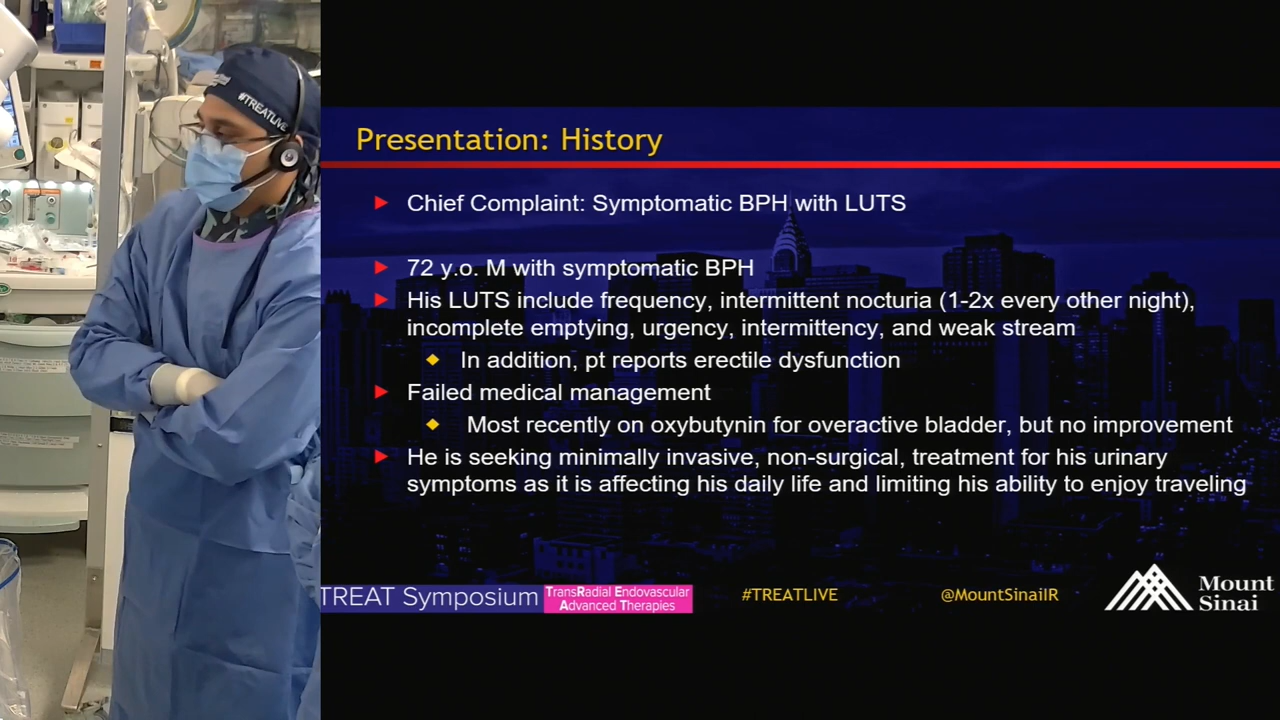 #TREATLIVE
Presentation: History
Chief Complaint: Symptomatic BPH with LUTS
72 y.o. M with symptomatic BPH
His LUTS include frequency, intermittent nocturia (1-2x every other night),
incomplete emptying, urgency, intermittency, and weak stream
In addition, pt reports erectile dysfunction
Failed medical management
Most recently on oxybutynin for overactive bladder, but no improvement
He is seeking minimally invasive, non-surgical, treatment for his urinary
symptoms as it is affecting his daily life and limiting his ability to enjoy traveling
TREAT Symposium
TransRadial Endovascular
Advanced Therapies
#TREATLIVE
@MountSinaiIR
Mount
Sinai